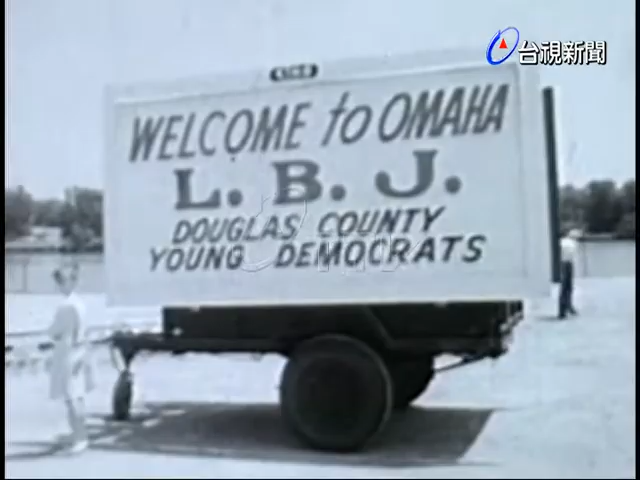 台視新聞
WELCOME to OMAHA
L. B. J.
DOUGLAS COUNTY
YOUNG DEMOCRATS